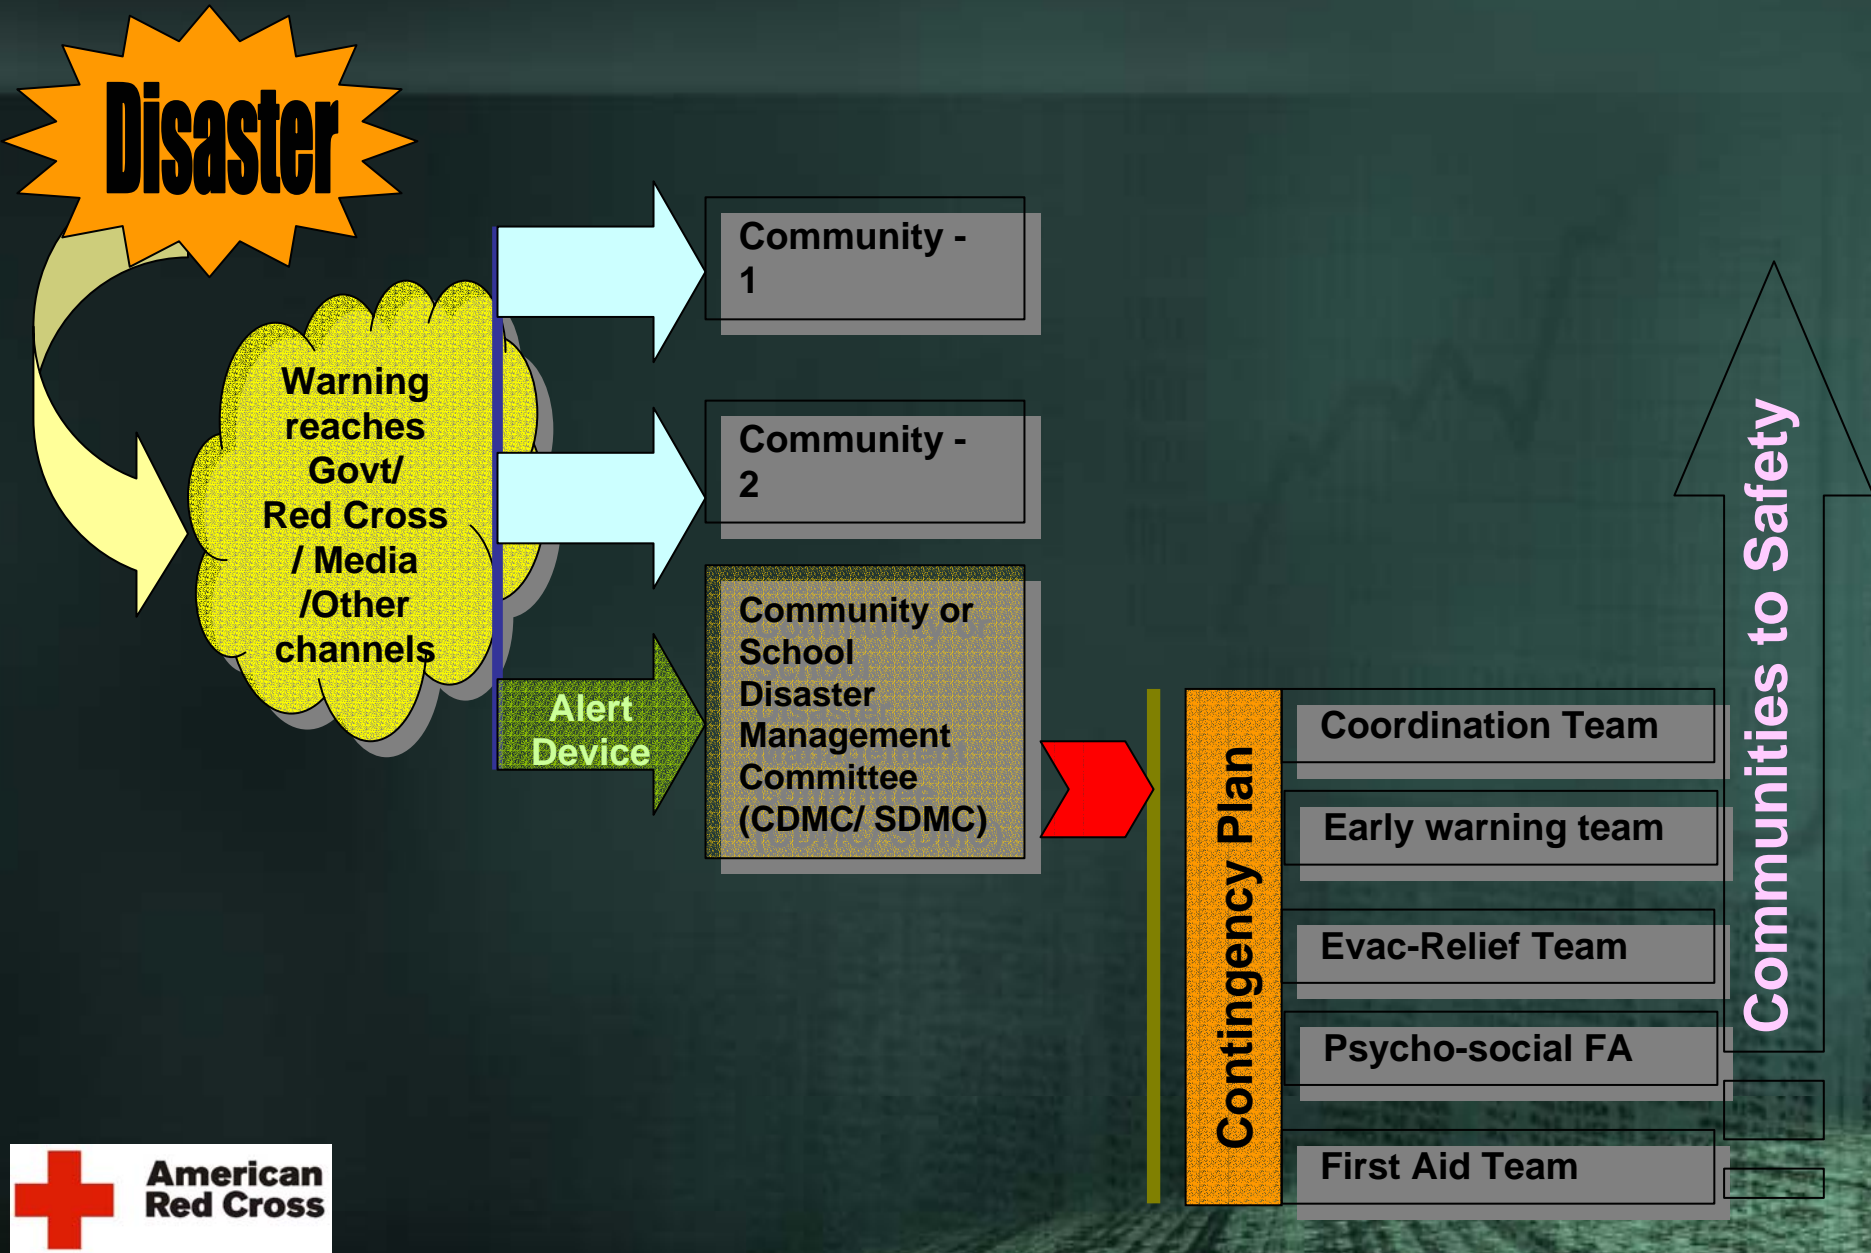 Disaster
Warning
reaches
Govt/
Red Cross
/ Media
/Other
channels
Community -
1
Community -
2
Alert
Device
Community or
School
Disaster
Management
Committee
(CDMC/ SDMC)
Contingency Plan
Coordination Team
Early warning team
Evac-Relief Team
Psycho-social FA
First Aid Team
Communities to Safety
American
Red Cross